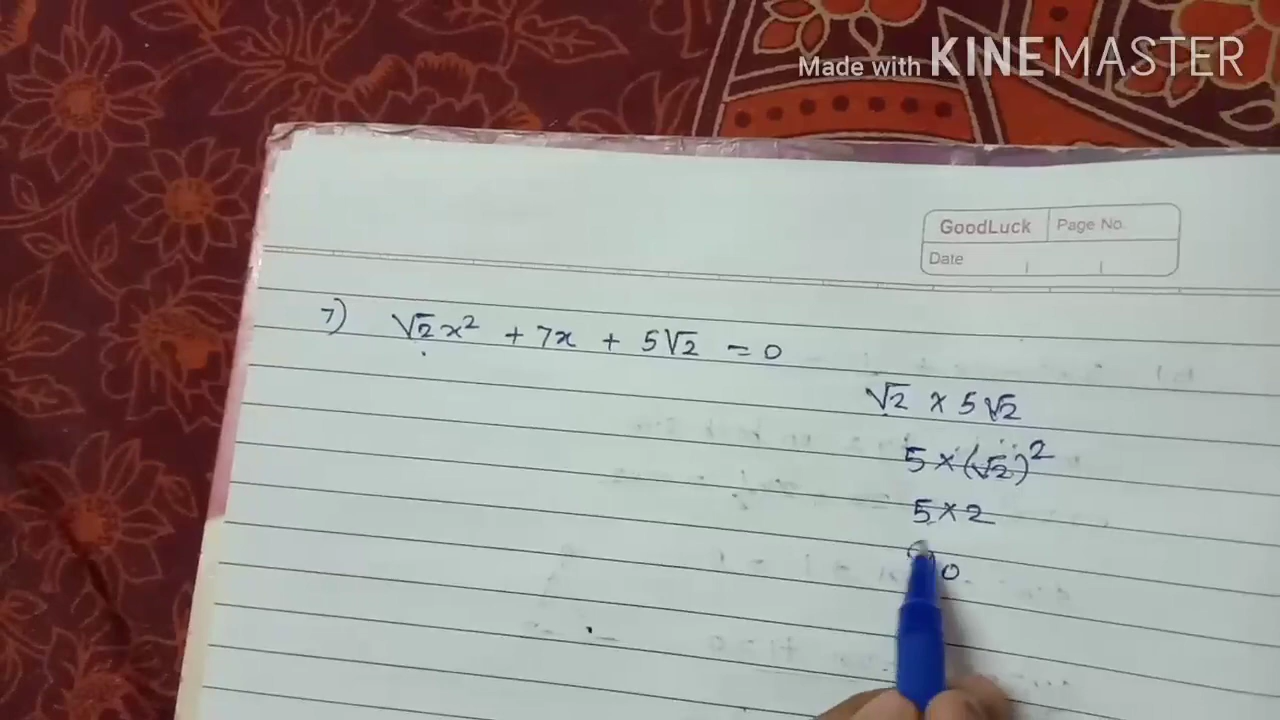 Made with KINEMASTER
GoodLuck Page No.
Date
7) √2x² + 7x + 5√2 = 0
√2 × 5√2
5 × (√2)²
5 × 2
10